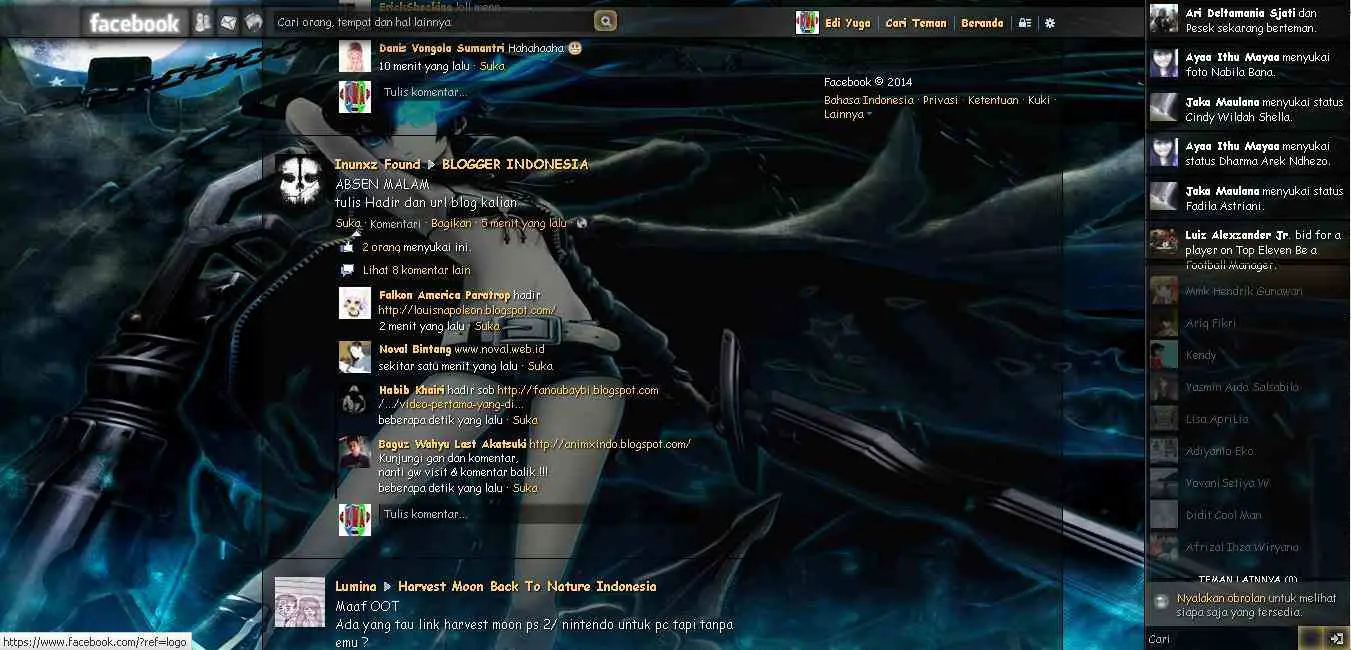 facebook
Cari orang, tempat dan hal lainnya
Edi Yuga
Cari Teman
Beranda
Danis Vongola Sumantri Hahahaaha
10 menit yang lalu · Suka
Tulis komentar...
Facebook © 2014
Bahasa Indonesia · Privasi · Ketentuan · Kuki ·
Lainnya
Inunxz Found BLOGGER INDONESIA
ABSEN MALAM
tulis Hadir dan url blog kalian
Suka · Komentari · Bagikan · 5 menit yang lalu ·
2 orang menyukai ini.
Lihat 8 komentar lain
Falkon America Paratrop hadir
http://louisnapoleon.blogspot.com/
2 menit yang lalu · Suka
Noval Bintang www.noval.web.id
sekitar satu menit yang lalu · Suka
Habib Khairi hadir sob http://fanoubaybi.blogspot.com
/.../video-pertama-yang-di...
beberapa detik yang lalu · Suka
Baguz Wahyu Last Akatsuki http://animxindo.blogspot.com/
Kunjungi gan dan komentar,
nanti gw visit & komentar balik !!!
beberapa detik yang lalu · Suka
Tulis komentar...
Lumina Harvest Moon Back To Nature Indonesia
Maaf OOT
Ada yang tau link harvest moon ps 2/ nintendo untuk pc tapi tanpa
emu ?
https://www.facebook.com/?ref=logo
Ari Deltamania Sjati dan
Pesek sekarang berteman.
Ayaa Ithu Mayaa menyukai
foto Nabila Bana.
Jaka Maulana menyukai status
Cindy Wildah Shella.
Ayaa Ithu Mayaa menyukai
status Dharma Arek Ndhezo.
Jaka Maulana menyukai status
Fadila Astriani.
Luiz Alexzander Jr. bid for a
player on Top Eleven Be a
Football Manager.
Mmk Hendrik Gunawan
Ariq Fikri
Kendy
Yasmin Aida Salsabila
Lisa ApriLia
Adiyanto Eko
Yovani Setiya W
Didit Cool Man
Afrizal Ihza Wiryana
TEMAN LAINNYA (0)
Nyalakan obrolan untuk melihat
siapa saja yang tersedia.
Cari